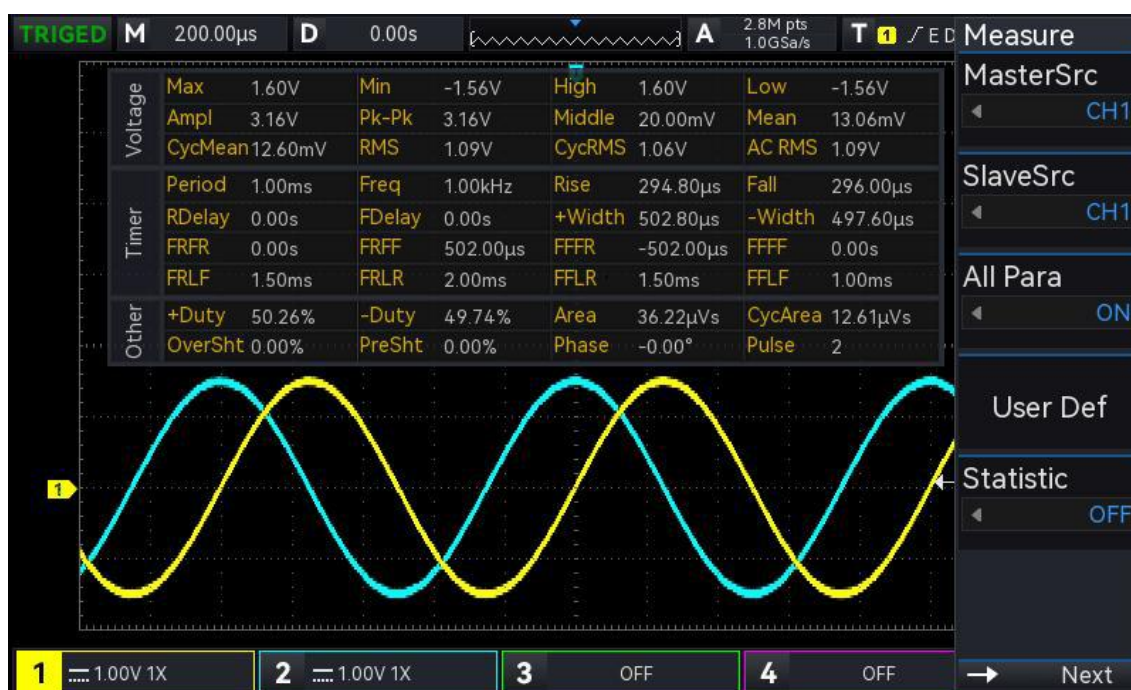 TRIGED M 200.00μs D 0.00s A 2.8M pts 1.0GSa/s T 1 ED
Measure
MasterSrc
CH1
SlaveSrc
CH1
All Para
ON
User Def
Statistic
OFF
Next
Voltage
Max 1.60V Min -1.56V High 1.60V Low -1.56V
Ampl 3.16V Pk-Pk 3.16V Middle 20.00mV Mean 13.06mV
CycMean 12.60mV RMS 1.09V CycRMS 1.06V AC RMS 1.09V
Timer
Period 1.00ms Freq 1.00kHz Rise 294.80μs Fall 296.00μs
RDelay 0.00s FDelay 0.00s +Width 502.80μs -Width 497.60μs
FRFR 0.00s FRFF 502.00μs FFFR -502.00μs FFFF 0.00s
FRLF 1.50ms FRLR 2.00ms FFLR 1.50ms FFLF 1.00ms
Other
+Duty 50.26% -Duty 49.74% Area 36.22μVs CycArea 12.61μVs
OverSht 0.00% PreSht 0.00% Phase -0.00° Pulse 2
1
1 1.00V 1X 2 1.00V 1X 3 OFF 4 OFF